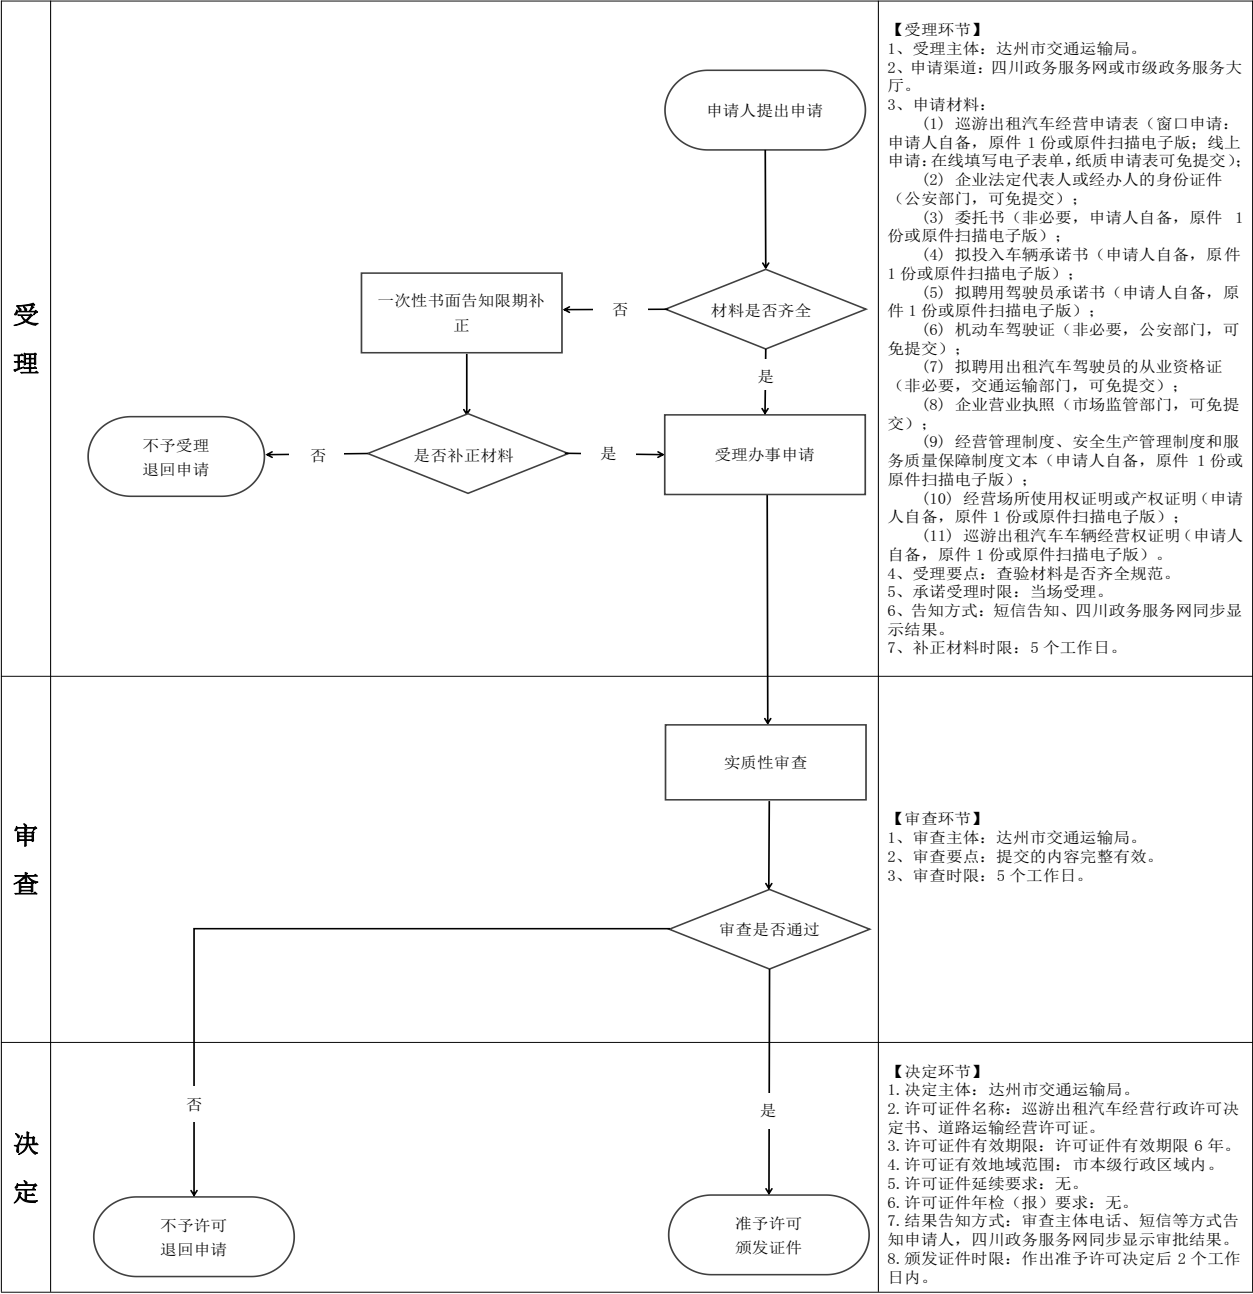 受
理
申请人提出申请
材料是否齐全
否
一次性书面告知限期补
正
是
是否补正材料
否
不予受理
退回申请
是
受理办事申请
【受理环节】
1、受理主体：达州市交通运输局。
2、申请渠道：四川政务服务网或市级政务服务大
厅。
3、申请材料：
（1）巡游出租汽车经营申请表（窗口申请：
申请人自备，原件 1 份或原件扫描电子版；线上
申请：在线填写电子表单，纸质申请表可免提交）；
（2）企业法定代表人或经办人的身份证件
（公安部门，可免提交）；
（3）委托书（非必要，申请人自备，原件 1
份或原件扫描电子版）；
（4）拟投入车辆承诺书（申请人自备，原件
1 份或原件扫描电子版）；
（5）拟聘用驾驶员承诺书（申请人自备，原
件 1 份或原件扫描电子版）；
（6）机动车驾驶证（非必要，公安部门，可
免提交）；
（7）拟聘用出租汽车驾驶员的从业资格证
（非必要，交通运输部门，可免提交）；
（8）企业营业执照（市场监管部门，可免提
交）；
（9）经营管理制度、安全生产管理制度和服
务质量保障制度文本（申请人自备，原件 1 份或
原件扫描电子版）；
（10）经营场所使用权证明或产权证明（申请
人自备，原件 1 份或原件扫描电子版）；
（11）巡游出租汽车车辆经营权证明（申请人
自备，原件 1 份或原件扫描电子版）。
4、受理要点：查验材料是否齐全规范。
5、承诺受理时限：当场受理。
6、告知方式：短信告知、四川政务服务网同步显
示结果。
7、补正材料时限：5 个工作日。
审
查
实质性审查
审查是否通过
【审查环节】
1、审查主体：达州市交通运输局。
2、审查要点：提交的内容完整有效。
3、审查时限：5 个工作日。
决
定
否
是
不予许可
退回申请
准予许可
颁发证件
【决定环节】
1.决定主体：达州市交通运输局。
2.许可证件名称：巡游出租汽车经营行政许可决
定书、道路运输经营许可证。
3.许可证件有效期限：许可证件有效期限 6 年。
4.许可证有效地域范围：市本级行政区域内。
5.许可证件延续要求：无。
6.许可证件年检（报）要求：无。
7.结果告知方式：审查主体电话、短信等方式告
知申请人，四川政务服务网同步显示审批结果。
8.颁发证件时限：作出准予许可决定后 2 个工作
日内。